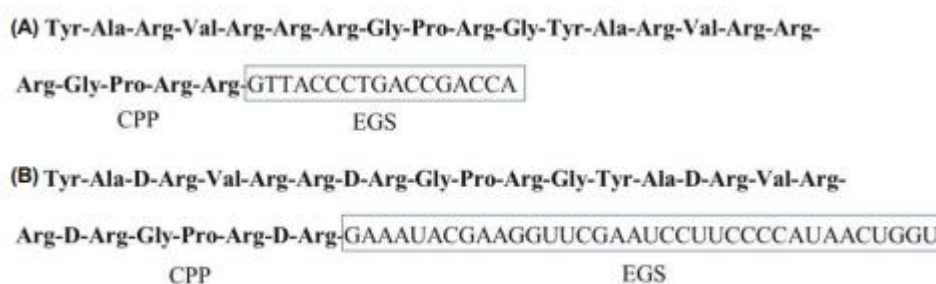 (A) Tyr-Ala-Arg-Val-Arg-Arg-Arg-Gly-Pro-Arg-Gly-Tyr-Ala-Arg-Val-Arg-Arg-
Arg-Gly-Pro-Arg-Arg-GTTACCCTGACCGACCA
CPP EGS
(B) Tyr-Ala-D-Arg-Val-Arg-Arg-D-Arg-Gly-Pro-Arg-Gly-Tyr-Ala-D-Arg-Val-Arg-
Arg-D-Arg-Gly-Pro-Arg-D-Arg-GAAAUACGAAGGUUCGAAUCCUUCCCCAUAACUGGU
CPP EGS